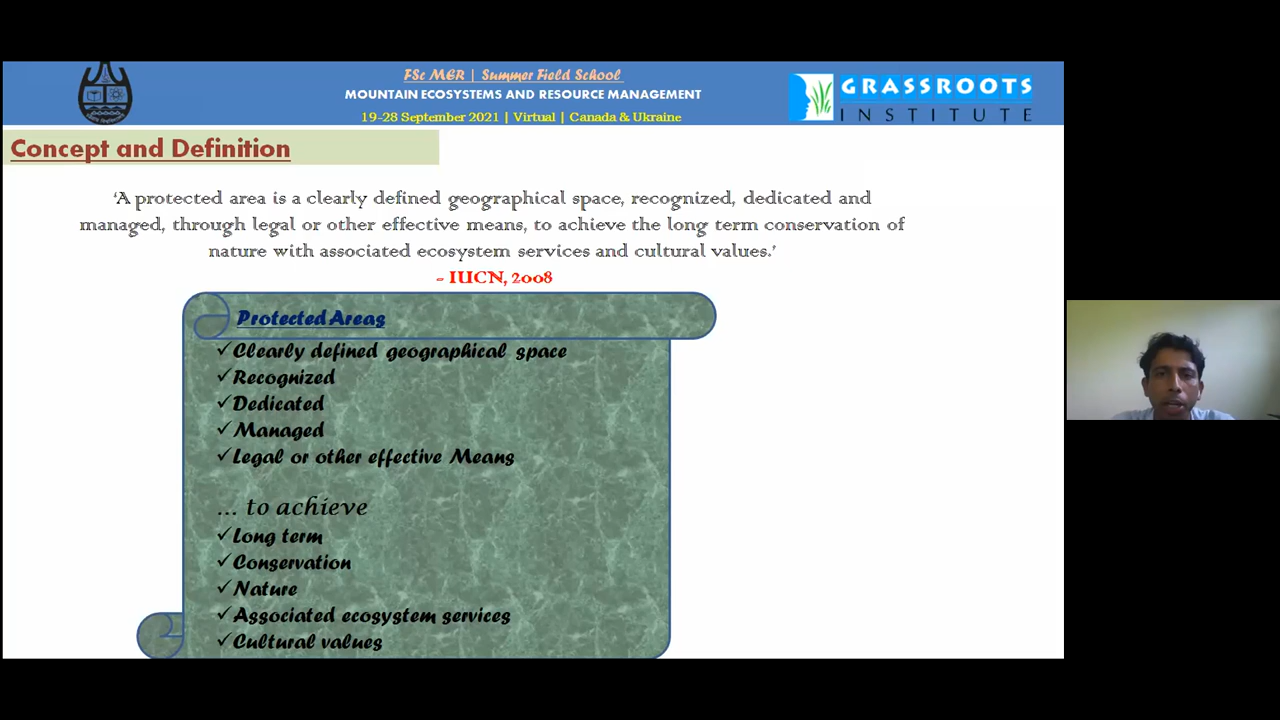 FSc MER | Summer Field School
MOUNTAIN ECOSYSTEMS AND RESOURCE MANAGEMENT
19-28 September 2021 | Virtual | Canada & Ukraine
GRASSROOTS
INSTITUTE
Concept and Definition
‘A protected area is a clearly defined geographical space, recognized, dedicated and
managed, through legal or other effective means, to achieve the long term conservation of
nature with associated ecosystem services and cultural values.’
- IUCN, 2008
Protected Areas
✓Clearly defined geographical space
✓Recognized
✓Dedicated
✓Managed
✓Legal or other effective Means
... to achieve
✓Long term
✓Conservation
✓Nature
✓Associated ecosystem services
✓Cultural values